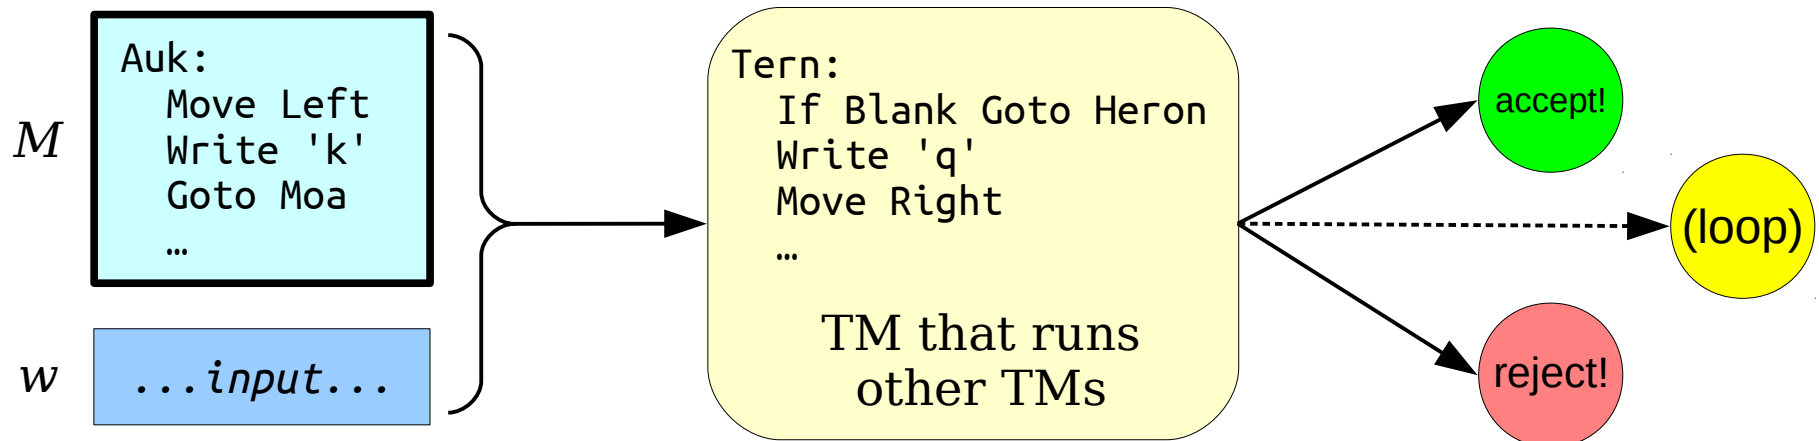 M
Auk:
Move Left
Write 'k'
Goto Moa
…
w
...input...
Tern:
If Blank Goto Heron
Write 'q'
Move Right
…
TM that runs
other TMs
accept!
(loop)
reject!